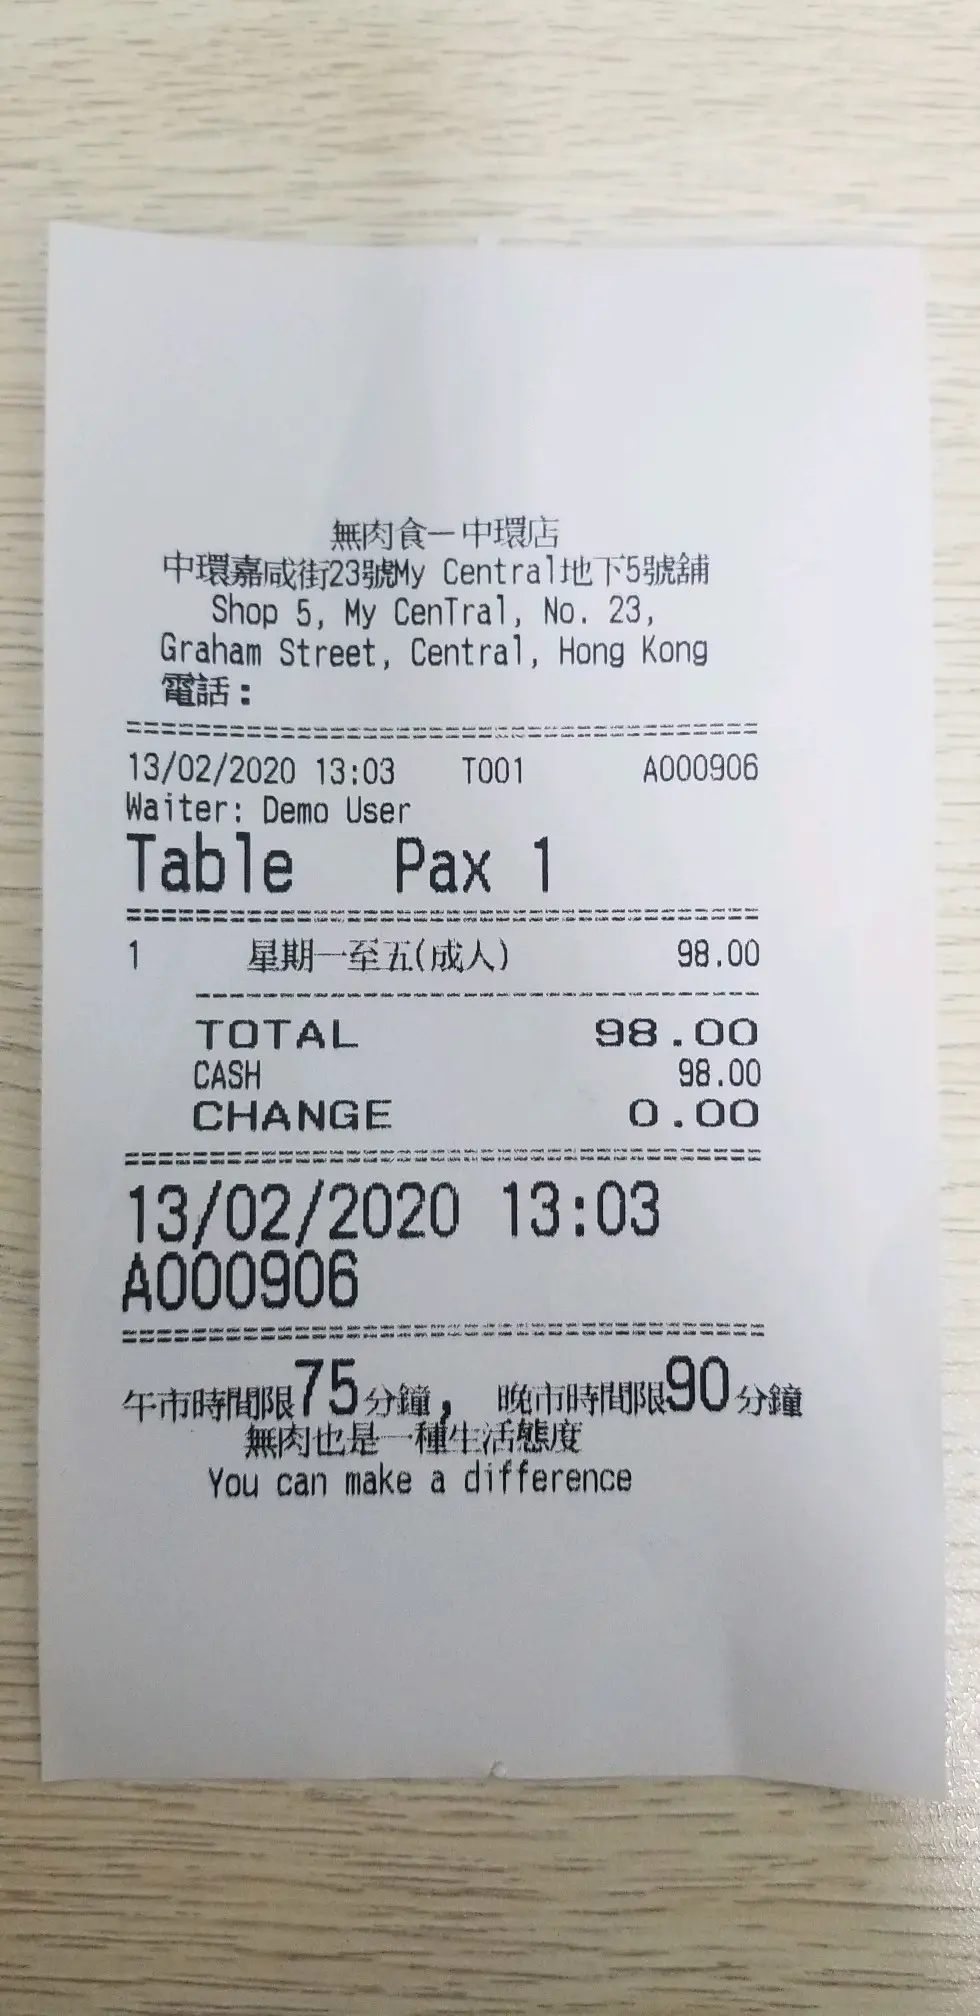 無肉食一中環店
中環嘉咸街23號My Central地下5號舖
Shop 5, My CenTral, No. 23,
Graham Street, Central, Hong Kong
電話:
13/02/2020 13:03 T001 A000906
Waiter: Demo User
Table Pax 1
1 星期一至五(成人) 98.00
TOTAL 98.00
CASH 98.00
CHANGE 0.00
13/02/2020 13:03
A000906
午市時間限75分鐘, 晚市時間限90分鐘
無肉也是一種生活態度
You can make a difference